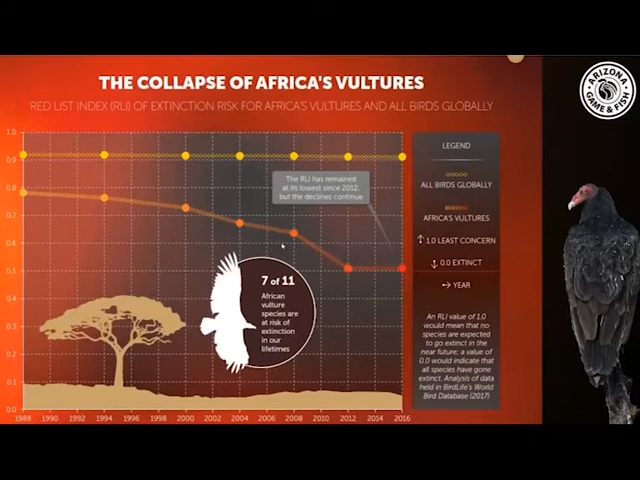 THE COLLAPSE OF AFRICA'S VULTURES
RED LIST INDEX (RLI) OF EXTINCTION RISK FOR AFRICA'S VULTURES AND ALL BIRDS GLOBALLY
ARIZONA
GAME & FISH
1.0
0.9
0.8
0.7
0.6
0.5
0.4
0.3
0.2
0.1
0.0
1988
1990
1992
1994
1996
1998
2000
2002
2004
2006
2008
2010
2012
2014
2016
The RLI has remained
at its lowest since 2012,
but the declines continue
7 of 11
African
vulture
species are
at risk of
extinction
in our
lifetimes
LEGEND
ALL BIRDS GLOBALLY
AFRICA'S VULTURES
↑ 1.0 LEAST CONCERN
↓ 0.0 EXTINCT
→ YEAR
An RLI value of 1.0
would mean that no
species are expected to
go extinct in the
near future; a value of
0.0 would indicate that
all species have gone
extinct. Analysis of data
held in BirdLife's World
Bird Database (2017)